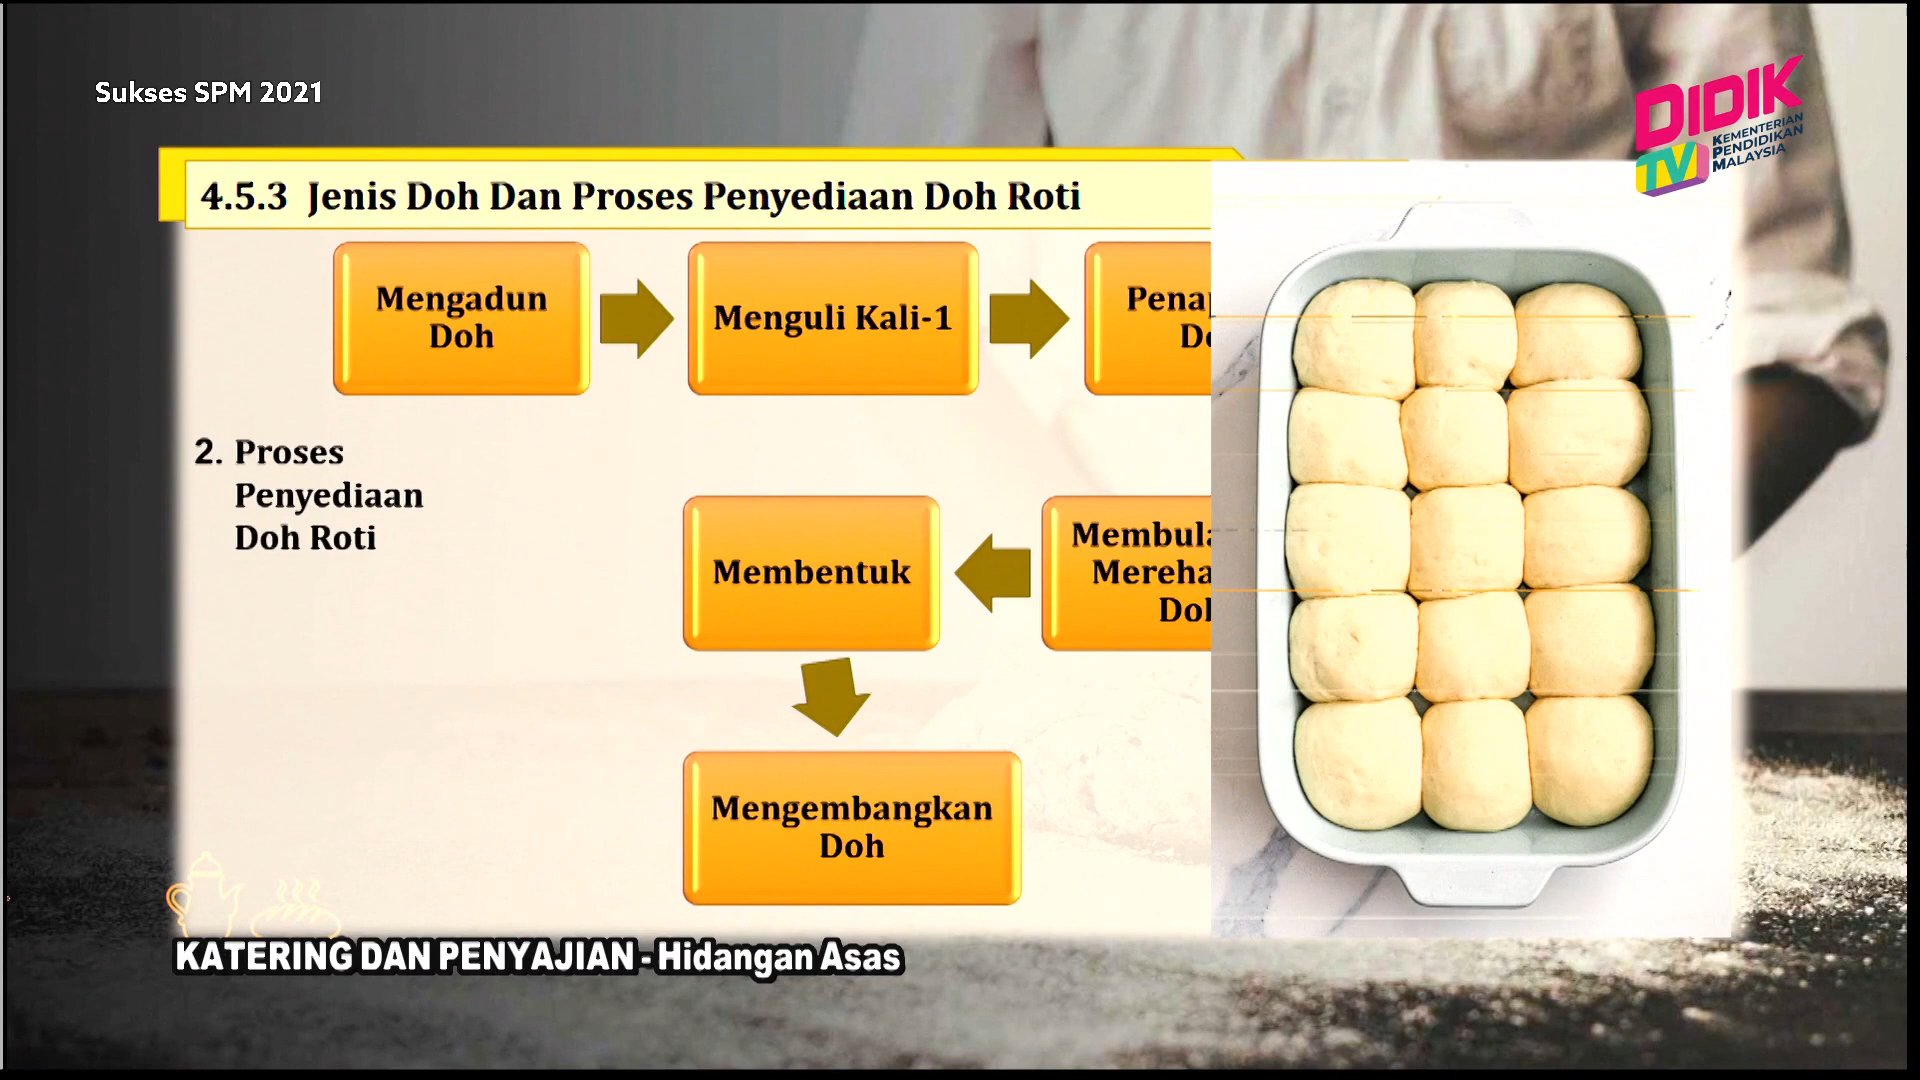 Sukses SPM 2021
DIDIK
TV
KEMENTERIAN
PENDIDIKAN
MALAYSIA
4.5.3 Jenis Doh Dan Proses Penyediaan Doh Roti
Mengadun
Doh
Menguli Kali-1
2. Proses
Penyediaan
Doh Roti
Membentuk
Mengembangkan
Doh
KATERING DAN PENYAJIAN - Hidangan Asas